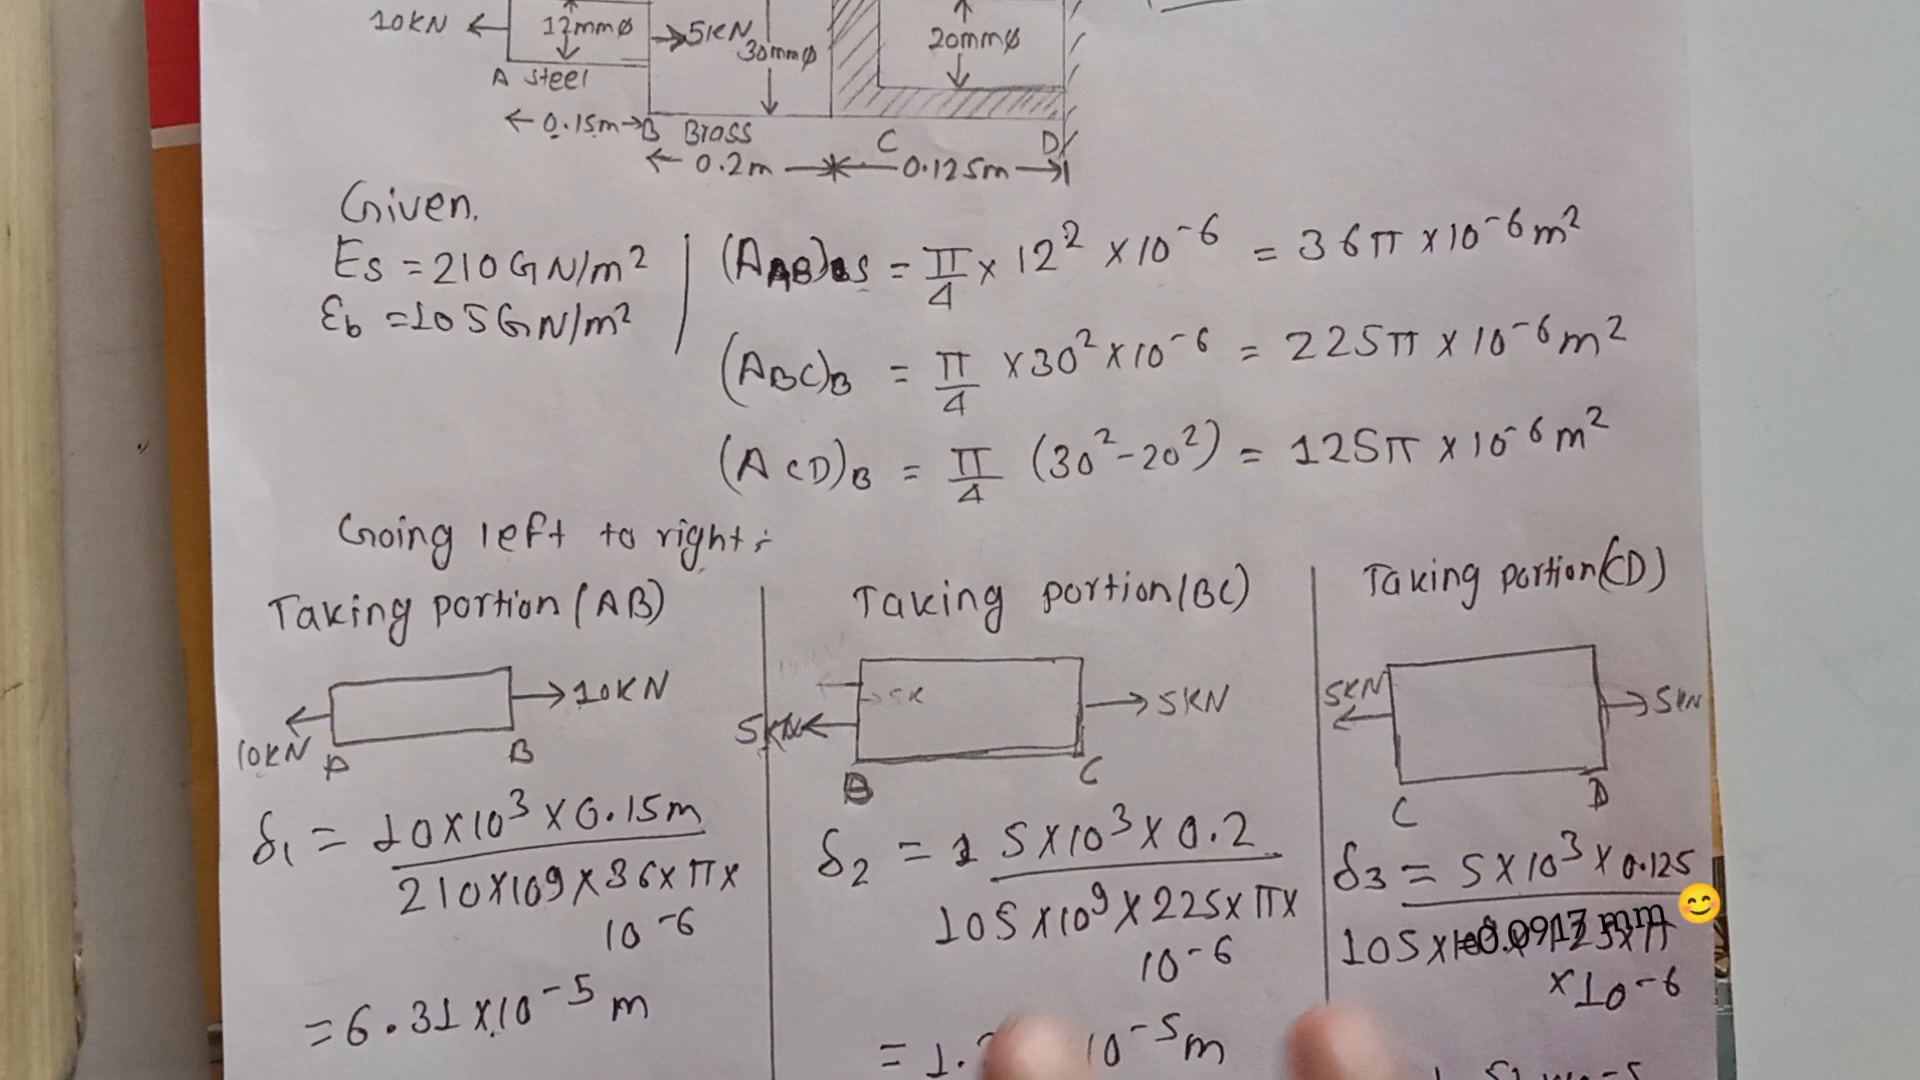 10KN
12mmø
5KN
30mmø
20mmø
A steel
0.15m
B Brass
C
D
0.2m
0.125m
Given.
Es = 210 GN/m²
Eb = 105 GN/m²
(AAB)s = π/4 × 12² × 10⁻⁶ = 36π × 10⁻⁶ m²
(ABC)B = π/4 × 30² × 10⁻⁶ = 225π × 10⁻⁶ m²
(ACD)B = π/4 (30² - 20²) = 125π × 10⁻⁶ m²
Going left to right:
Taking portion (AB)
10KN
10KN
A
B
δ₁ = 10×10³ × 0.15m
210×10⁹×36×π×
10⁻⁶
= 6.31 × 10⁻⁵ m
Taking portion (BC)
5K
5KN
5KN
B
C
δ₂ = 5×10³×0.2
105×10⁹×225×π×
10⁻⁶
= 1. 10⁻⁵ m
Taking portion (CD)
5KN
5KN
C
D
δ3 = 5×10³×0.125
105× 125×π
×10⁻⁶
=0.0917 mm 😊